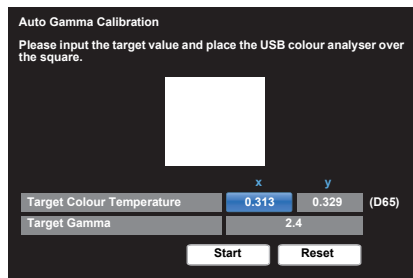 Auto Gamma Calibration
Please input the target value and place the USB colour analyser over
the square.
x y
Target Colour Temperature 0.313 0.329 (D65)
Target Gamma 2.4
Start Reset